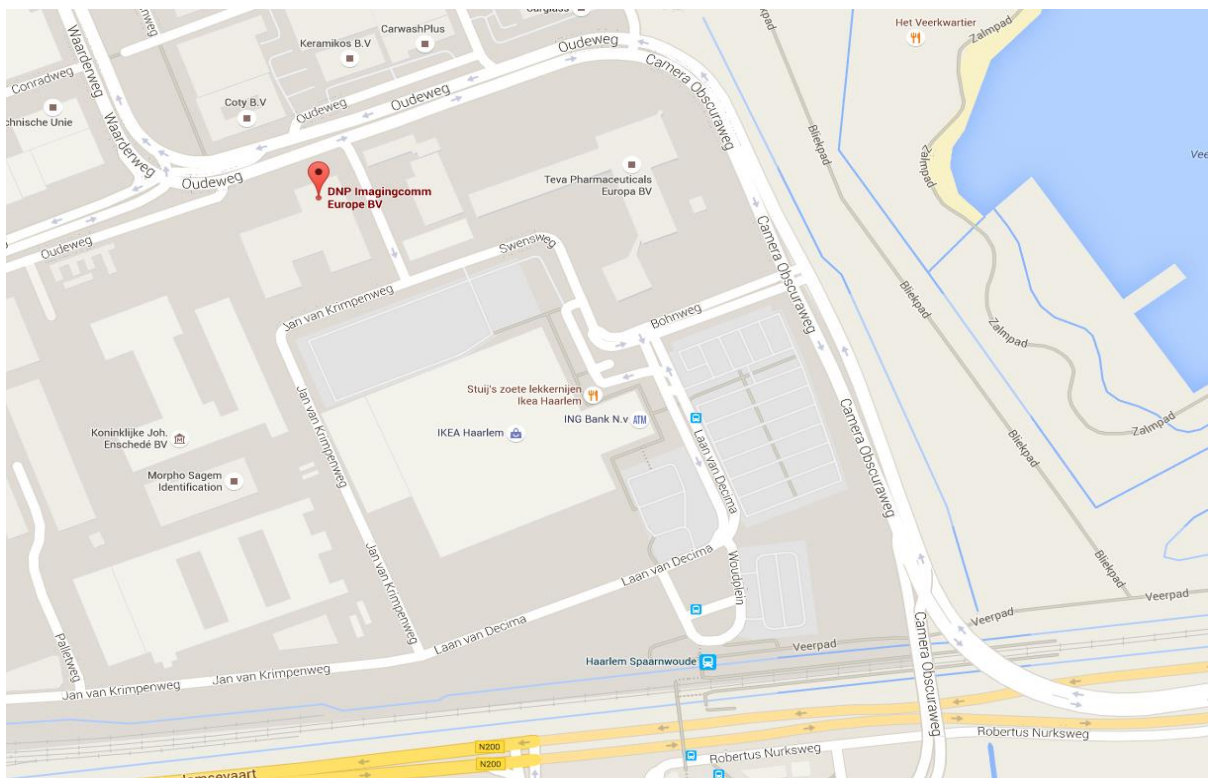 Carglass
CarwashPlus
Keramikos B.V
Oudeweg
Het Veerkwartier
Zalmpad
Waarderweg
Conradweg
Coty B.V
Oudeweg
Oudeweg
Camera Obscuraweg
Technische Unie
Waarderweg
Bliekpad
Zalmpad
Oudeweg
DNP Imagingcomm
Europe BV
Teva Pharmaceuticals
Europa BV
Oudeweg
Swensweg
Camera Obscuraweg
Bliekpad
Jan van Krimpenweg
Bohnweg
Zalmpad
Stuij's zoete lekkernijen
Ikea Haarlem
ING Bank N.v ATM
IKEA Haarlem
Jan van Krimpenweg
Laan van Decima
Camera Obscuraweg
Bliekpad
Zalmpad
Koninklijke Joh.
Enschedé BV
Morpho Sagem
Identification
Jan van Krimpenweg
Laan van Decima
Woudplein
Bliekpad
Veerpad
Veerpad
Palletweg
Laan van Decima
Veerpad
Camera Obscuraweg
Haarlem Spaarnwoude
Jan van Krimpenweg
Jan van Krimpenweg
N200
N200
Robertus Nurksweg
Robertus Nurksweg